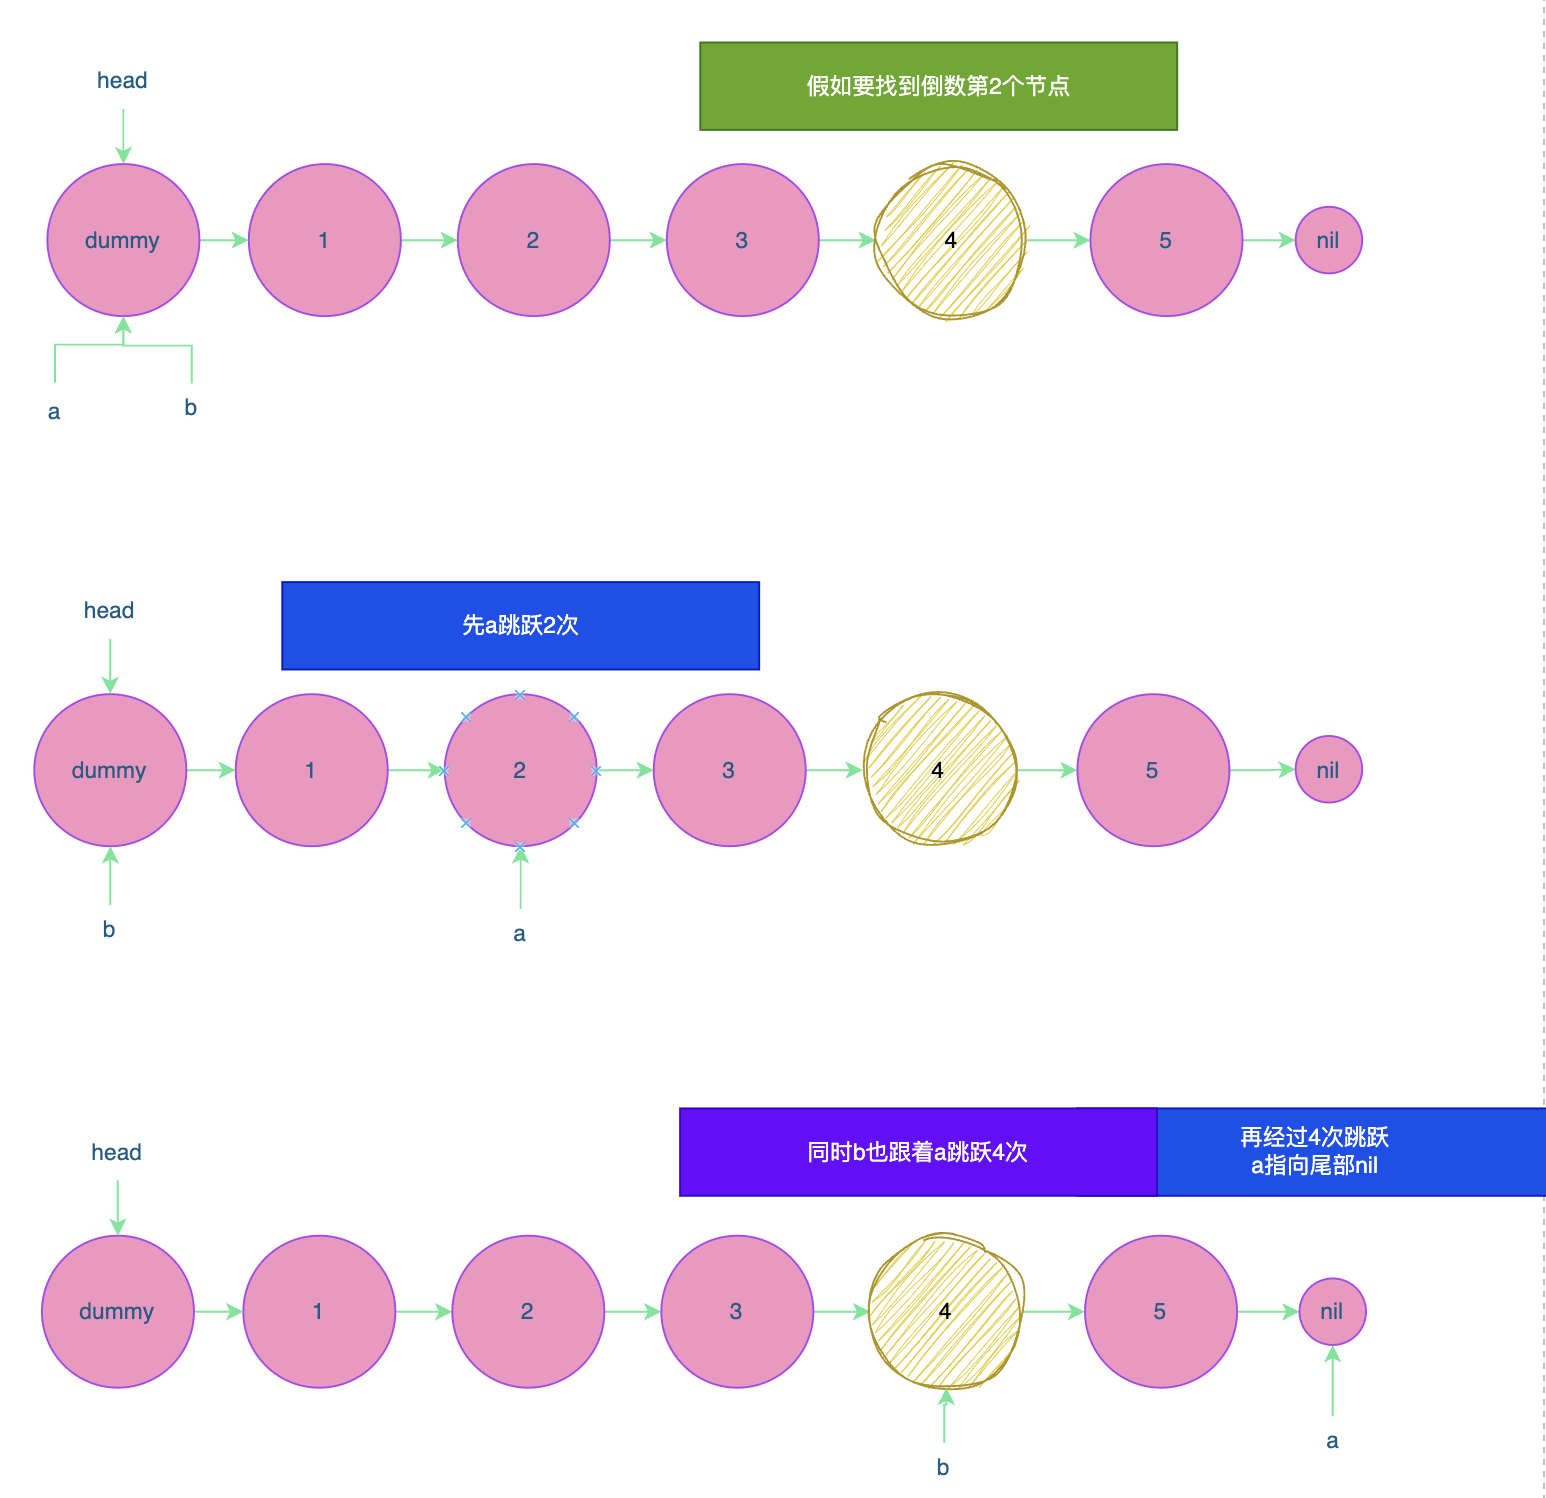 head
假如要找到倒数第2个节点
dummy
1
2
3
4
5
nil
a
b
head
先a跳跃2次
dummy
1
2
3
4
5
nil
b
a
head
同时b也跟着a跳跃4次
再经过4次跳跃
a指向尾部nil
dummy
1
2
3
4
5
nil
b
a